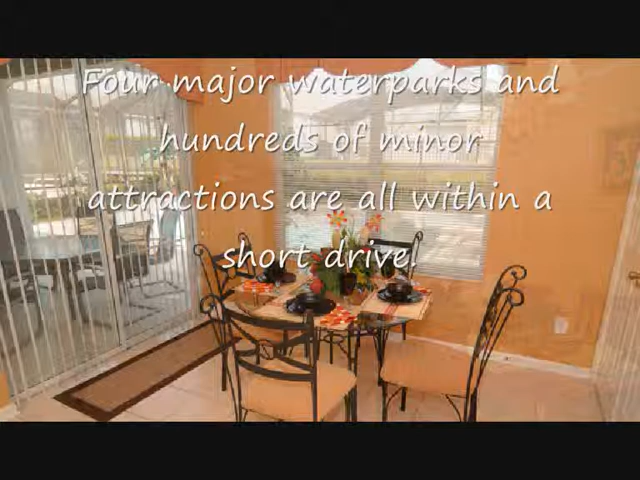 Four major waterparks and
hundreds of minor
attractions are all within a
short drive.